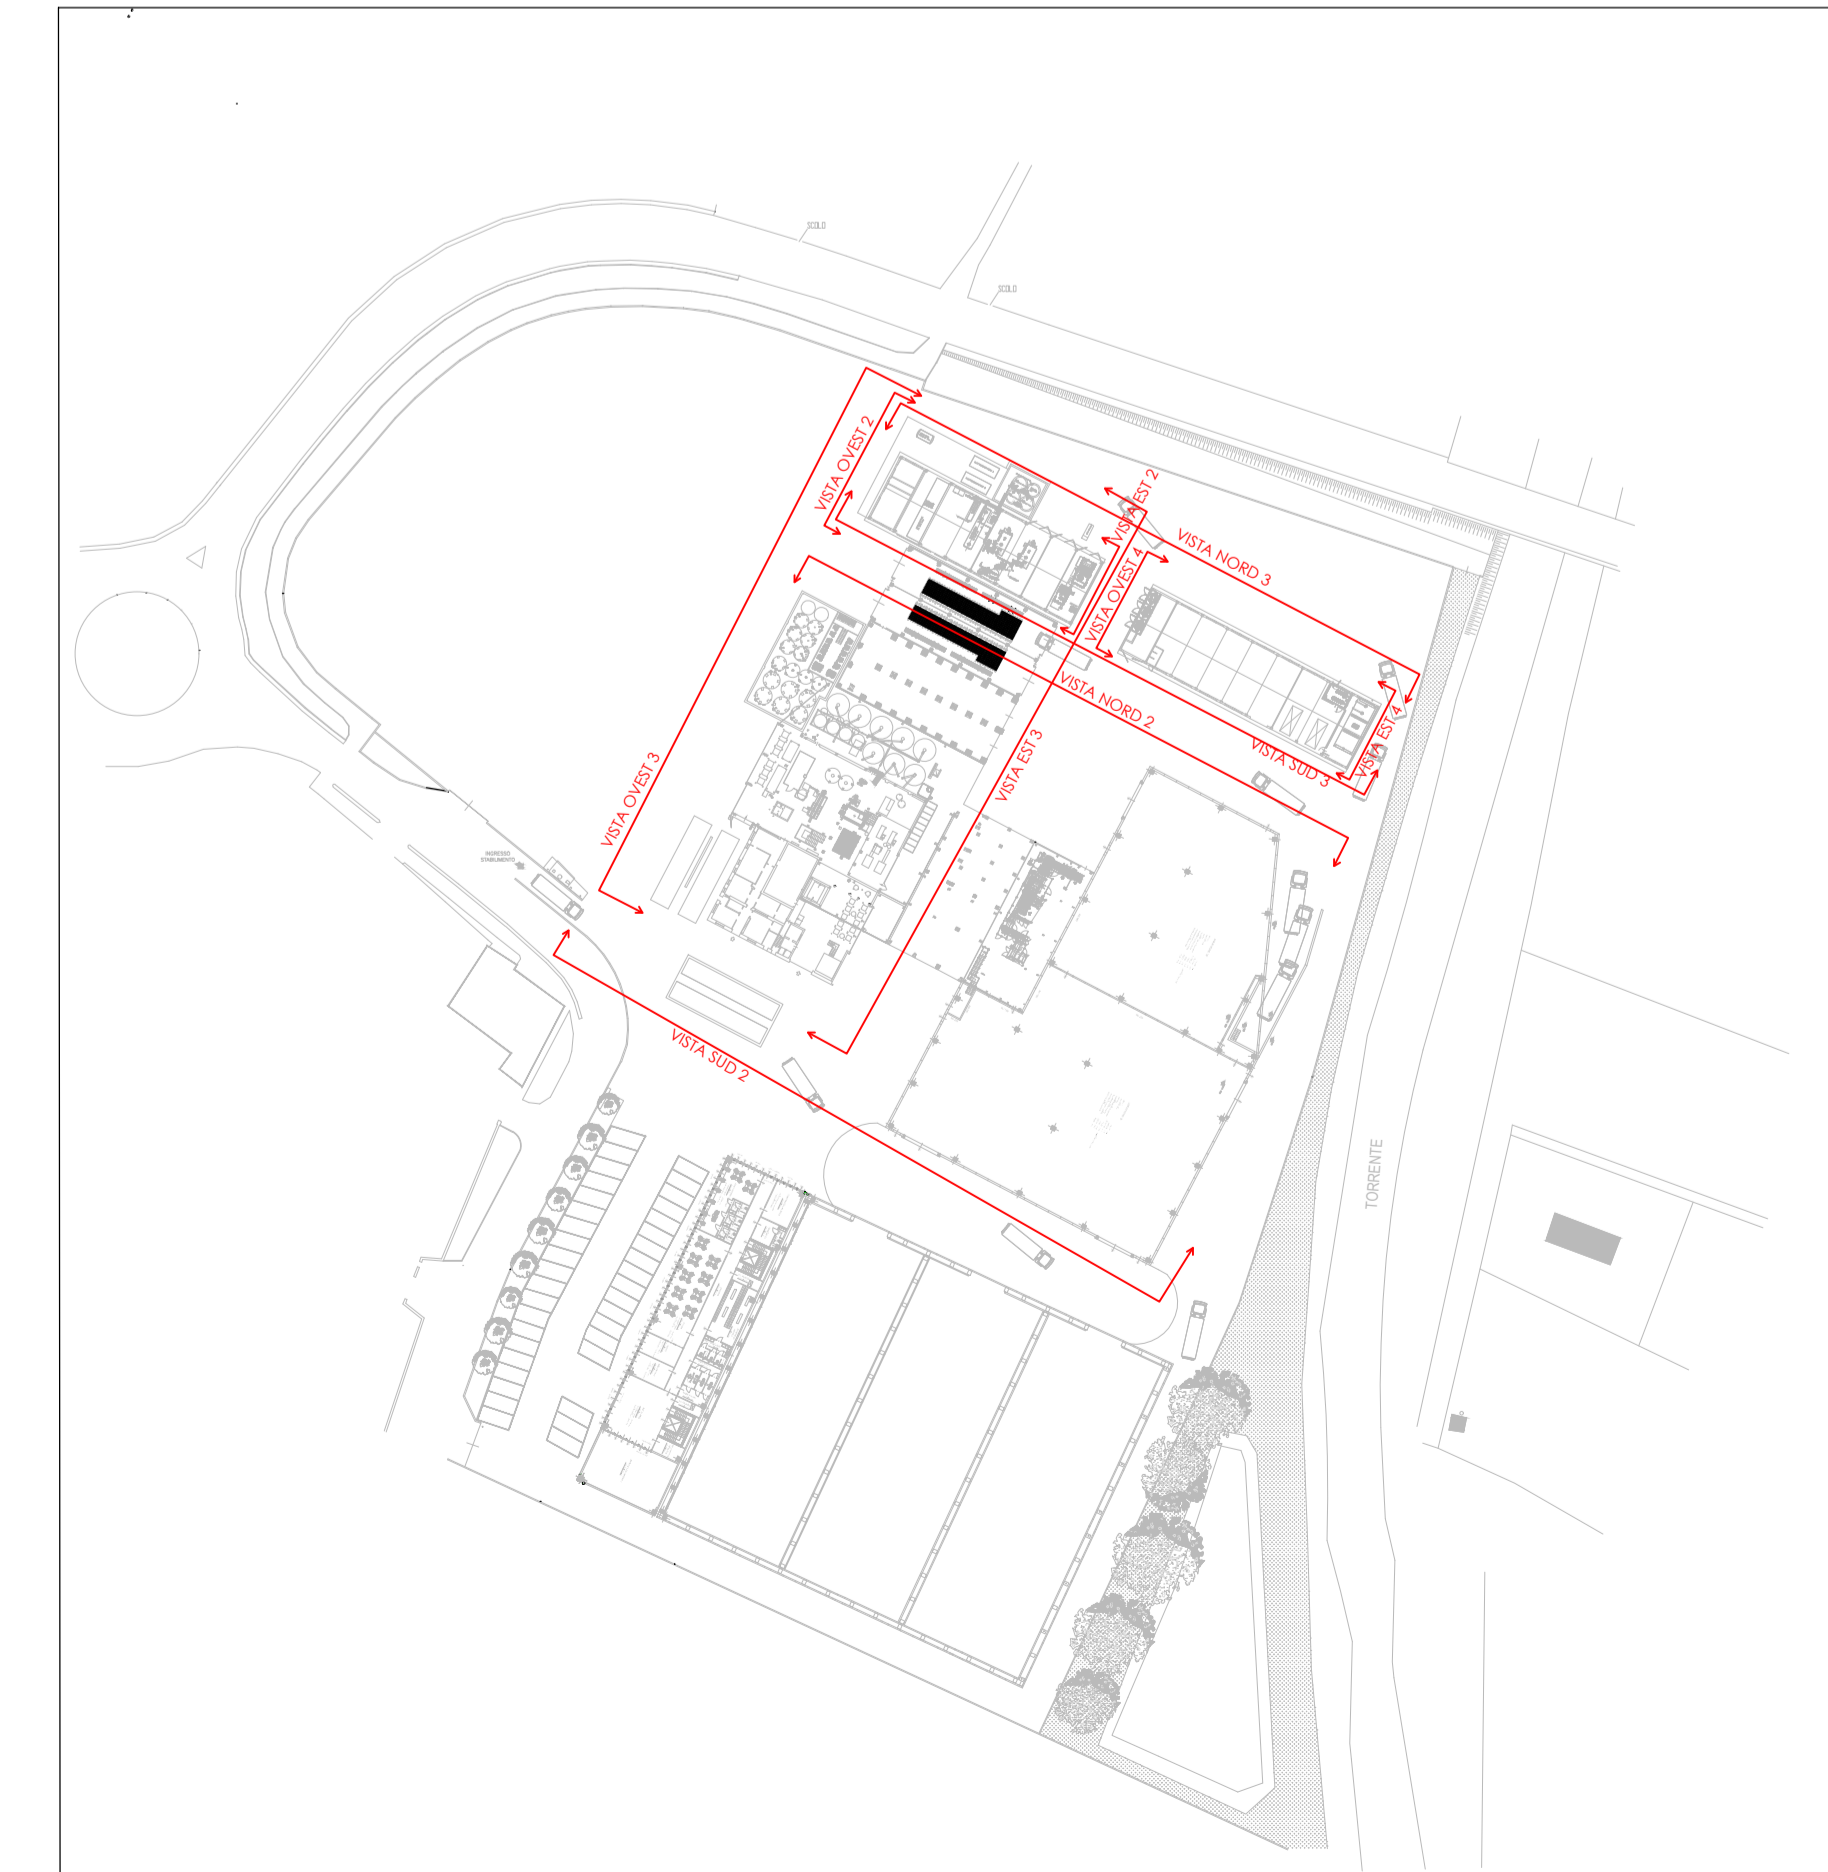 SCOLO
SCOLO
VISTA OVEST 2
VISTA EST 2
VISTA NORD 3
VISTA OVEST 4
VISTA NORD 2
VISTA EST 4
VISTA SUD 3
VISTA EST 3
VISTA OVEST 3
INGRESSO
STABILIMENTO
VISTA SUD 2
TORRENTE